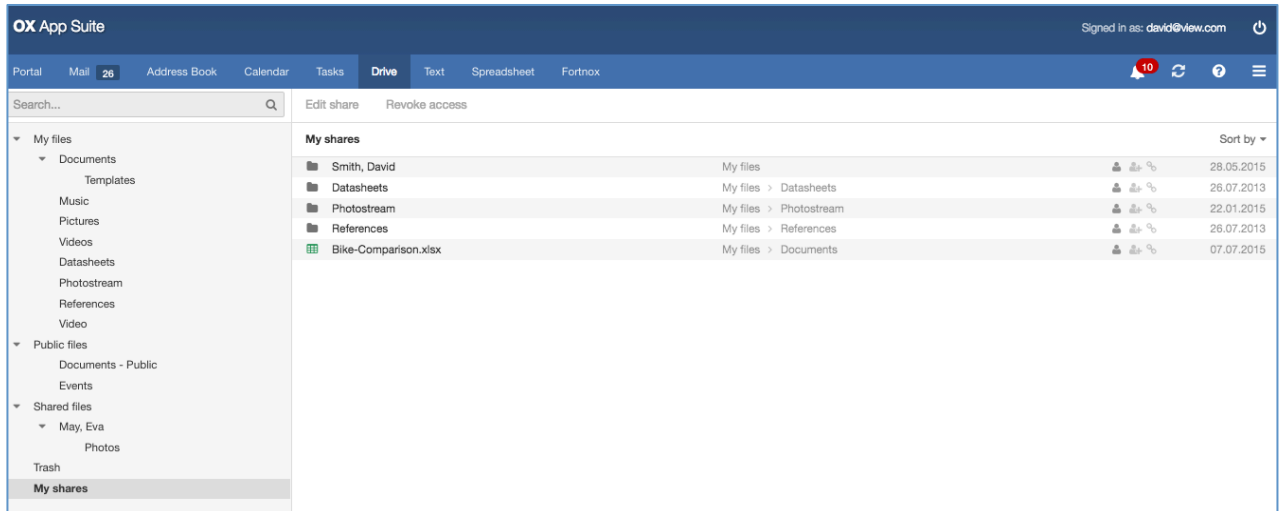 OX App Suite
Signed in as: david@view.com
Portal Mail 26 Address Book Calendar Tasks Drive Text Spreadsheet Fortnox 10
Search...
Edit share Revoke access
My files
Documents
Templates
Music
Pictures
Videos
Datasheets
Photostream
References
Video
Public files
Documents - Public
Events
Shared files
May, Eva
Photos
Trash
My shares
My shares Sort by
Smith, David My files 28.05.2015
Datasheets My files > Datasheets 26.07.2013
Photostream My files > Photostream 22.01.2015
References My files > References 26.07.2013
Bike-Comparison.xlsx My files > Documents 07.07.2015